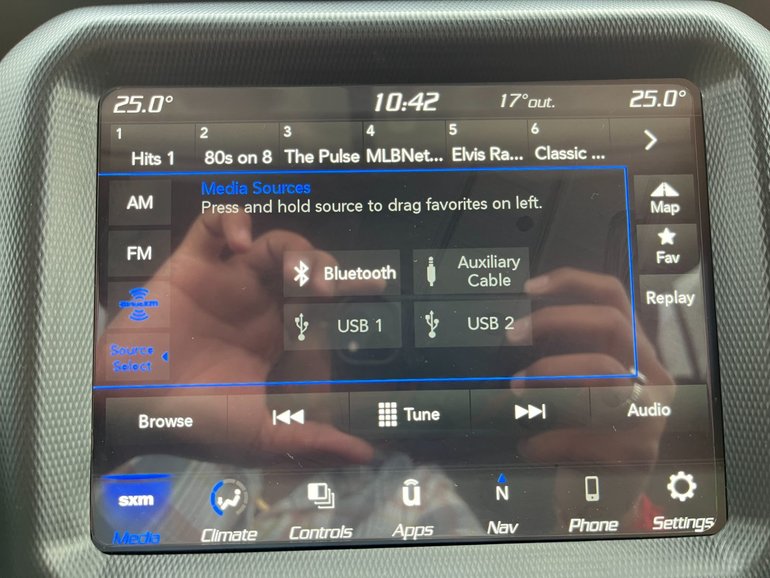 25.0° 10:42 17°out. 25.0°
1 2 3 4 5 6
Hits 1 80s on 8 The Pulse MLBNet... Elvis Ra... Classic ...
Media Sources
Press and hold source to drag favorites on left.
AM
FM
siriusxm
Source
Select
Bluetooth
Auxiliary
Cable
USB 1
USB 2
Map
Fav
Replay
Browse Tune Audio
sxm
Media
Climate
Controls
u
Apps
N
Nav
Phone
Settings